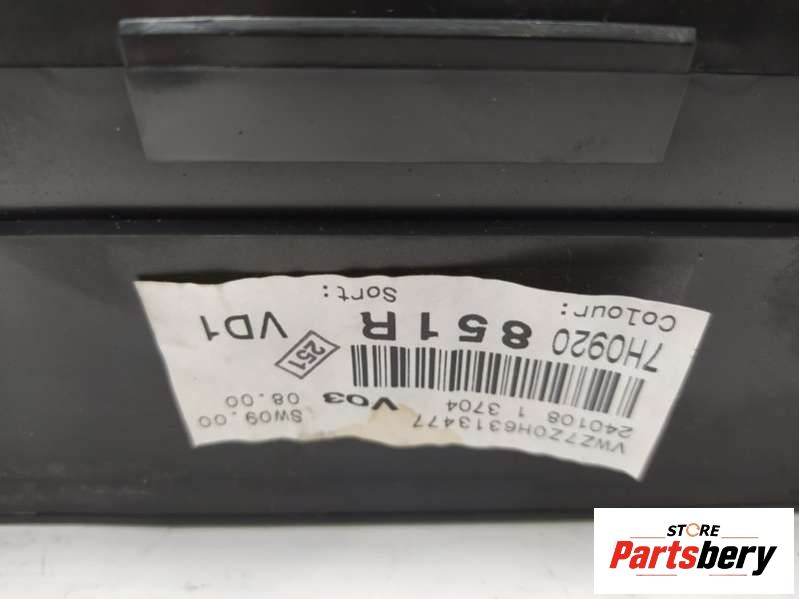 VWZ7Z0H6313477 SW09.00
240108 1 3704 V03 08.00
251
7H0920 851R VD1
Colour: Sort:
STORE
Partsbery